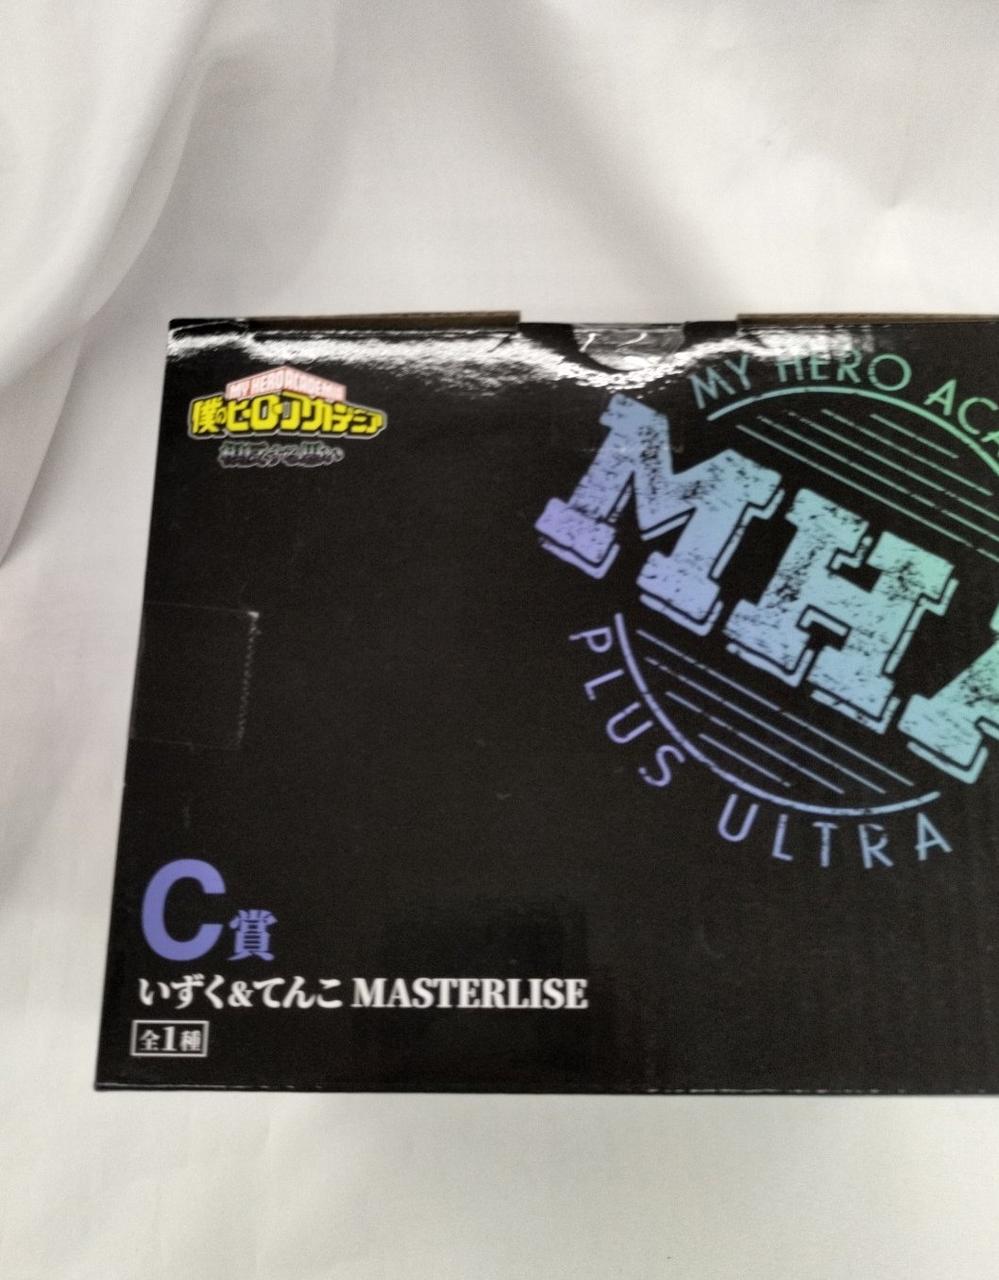 MY HERO ACADEMIA
僕のヒーローアカデミア
MY HERO ACA
MHA
PLUS ULTRA
C賞
いずく&てんこ MASTERLISE
全1種